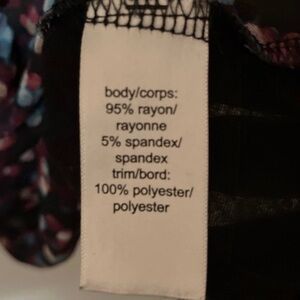 body/corps:
95% rayon/
rayonne
5% spandex/
spandex
trim/bord:
100% polyester/
polyester